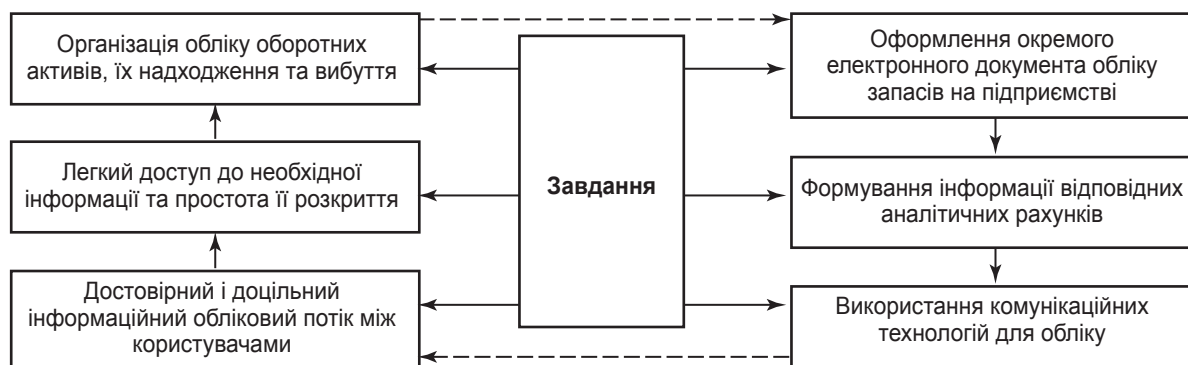 Організація обліку оборотних
активів, їх надходження та вибуття
Легкий доступ до необхідної
інформації та простота її розкриття
Достовірний і доцільний
інформаційний обліковий потік між
користувачами
Завдання
Оформлення окремого
електронного документа обліку
запасів на підприємстві
Формування інформації відповідних
аналітичних рахунків
Використання комунікаційних
технологій для обліку